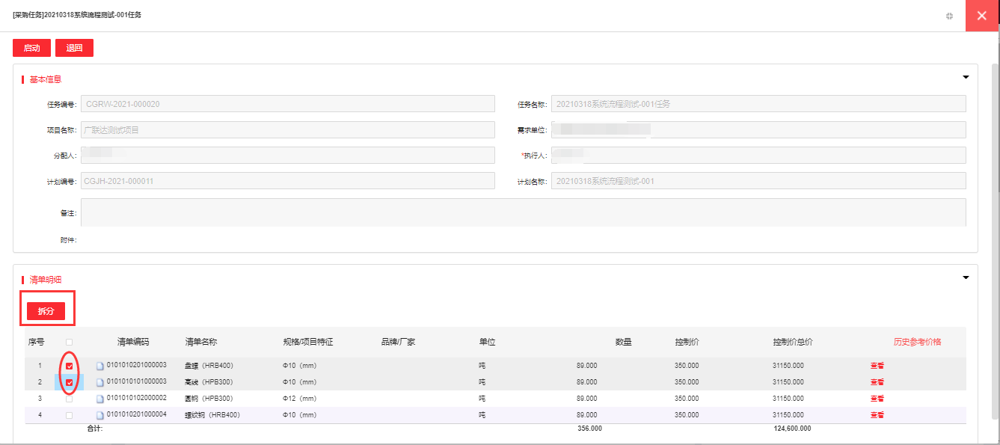 [采购任务]20210318系统流程测试-001任务
启动 退回
基本信息
任务编号: CGRW-2021-000020 任务名称: 20210318系统流程测试-001任务
项目名称: 广联达测试项目 需求单位:
分配人: *执行人:
计划编号: CGJH-2021-000011 计划名称: 20210318系统流程测试-001
备注:
附件:
清单明细
拆分
序号 清单编码 清单名称 规格/项目特征 品牌/厂家 单位 数量 控制价 控制价总价 历史参考价格
1 0101010201000003 盘螺（HRB400） Φ10（mm） 吨 89.000 350.000 31150.000 查看
2 0101010101000003 高线（HPB300） Φ10（mm） 吨 89.000 350.000 31150.000 查看
3 0101010102000002 圆钢（HPB300） Φ12（mm） 吨 89.000 350.000 31150.000 查看
4 0101010201000004 螺纹钢（HRB400） Φ10（mm） 吨 89.000 350.000 31150.000 查看
合计: 356.000 124,600.000